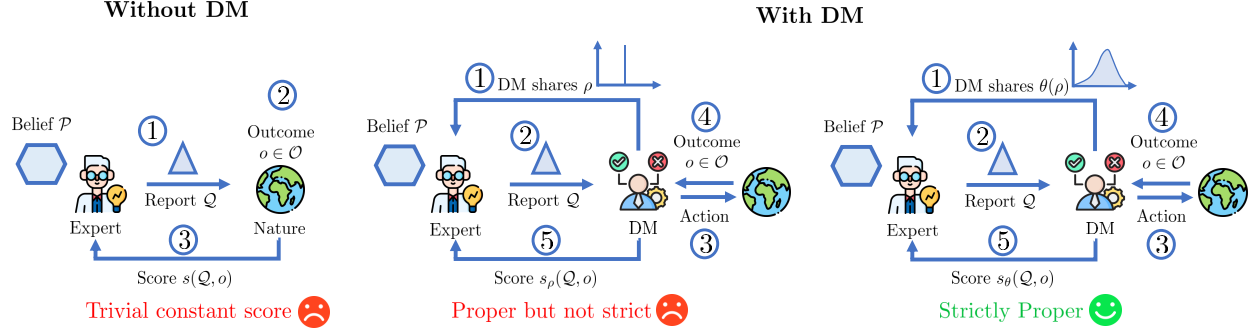 Without DM
With DM
②
Belief 𝒫
①
Outcome
o ∈ 𝒪
Report 𝒬
Expert
Nature
③
Score s(𝒬, o)
Trivial constant score
①
DM shares ρ
Belief 𝒫
②
④
Outcome
o ∈ 𝒪
Report 𝒬
Action
Expert
DM
③
⑤
Score sρ(𝒬, o)
Proper but not strict
①
DM shares θ(ρ)
Belief 𝒫
②
④
Outcome
o ∈ 𝒪
Report 𝒬
Action
Expert
DM
③
⑤
Score sθ(𝒬, o)
Strictly Proper